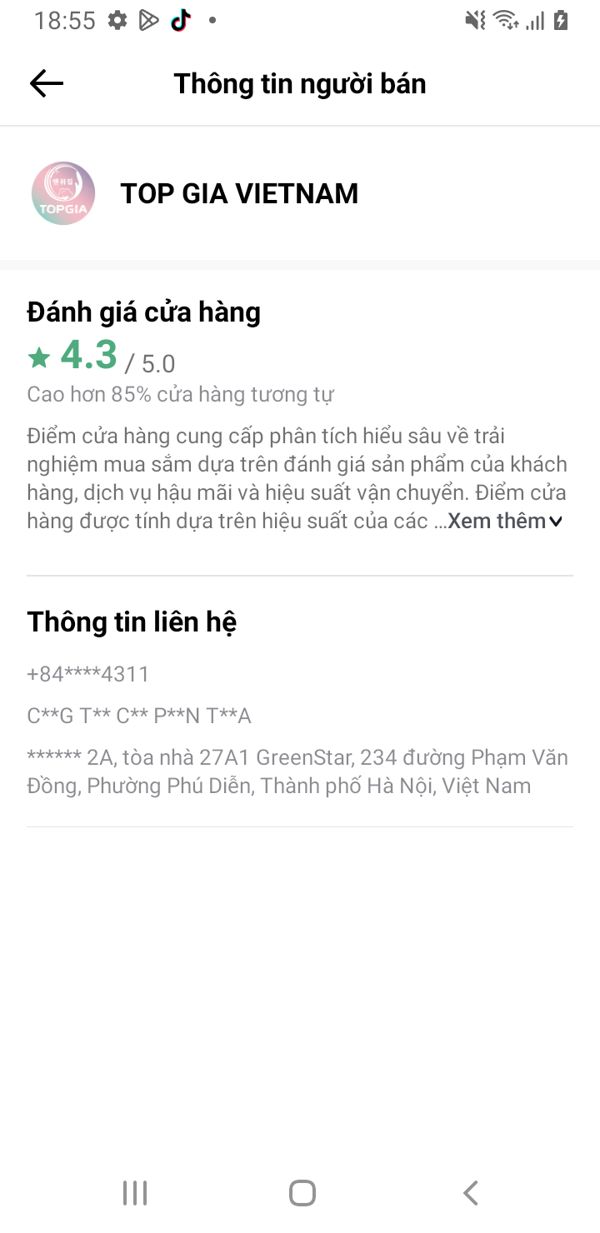 18:55
Thông tin người bán
TOPGIA
TOP GIA VIETNAM
Đánh giá cửa hàng
4.3 / 5.0
Cao hơn 85% cửa hàng tương tự
Điểm cửa hàng cung cấp phân tích hiểu sâu về trải
nghiệm mua sắm dựa trên đánh giá sản phẩm của khách
hàng, dịch vụ hậu mãi và hiệu suất vận chuyển. Điểm cửa
hàng được tính dựa trên hiệu suất của các ...Xem thêm
Thông tin liên hệ
+84****4311
C**G T** C** P**N T**A
****** 2A, tòa nhà 27A1 GreenStar, 234 đường Phạm Văn
Đồng, Phường Phú Diễn, Thành phố Hà Nội, Việt Nam